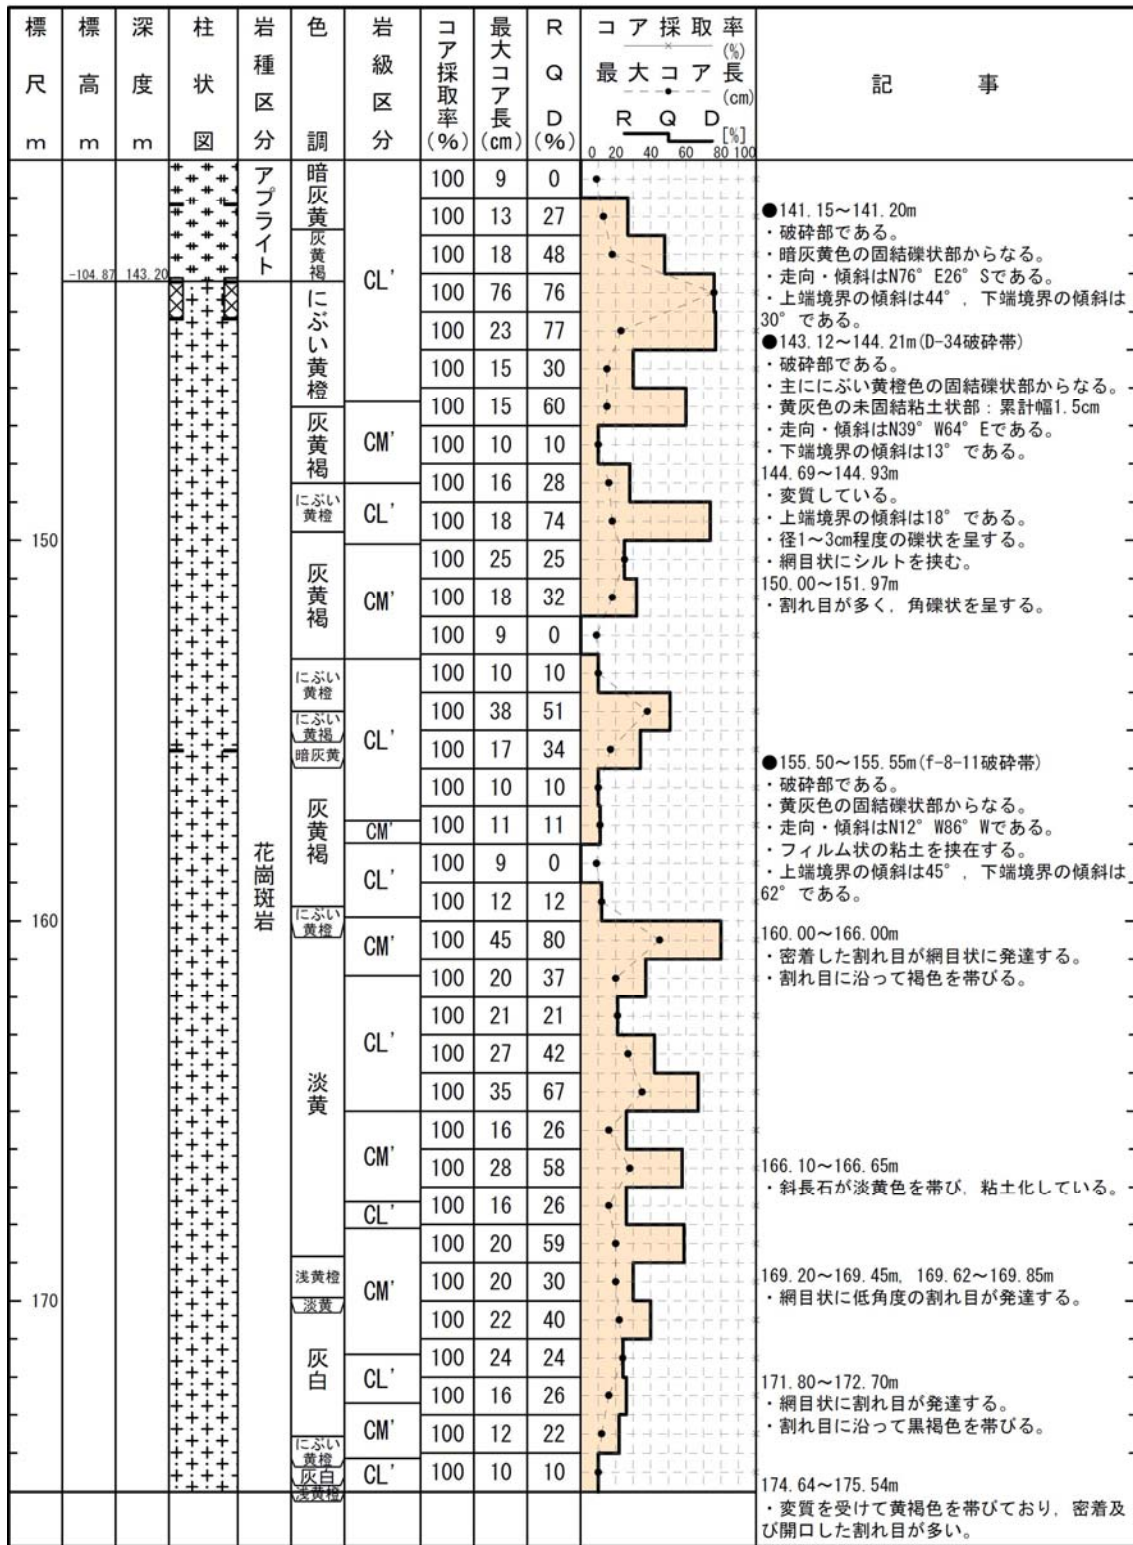 標尺m
標高m
深度m
柱状図
岩種区分
色調
岩級区分
コア採取率(%)
最大コア長(cm)
RQD(%)
コア採取率
(%)
最大コア長
(cm)
RQD
[%]
0 20 40 60 80 100
記事
アプライト
花崗斑岩
-104.87 143.20
150
160
170
暗灰黄
灰黄褐
にぶい黄橙
灰黄褐
にぶい
黄橙
灰黄褐
にぶい
黄橙
にぶい
黄褐
暗灰黄
灰黄褐
にぶい
黄橙
淡黄
浅黄橙
淡黄
灰白
にぶい
黄橙
灰白
浅黄橙
CL'
CM'
CL'
CM'
CL'
CM'
CL'
CM'
CL'
CM'
CL'
CM'
CL'
CM'
CL'
100 9 0
100 13 27
100 18 48
100 76 76
100 23 77
100 15 30
100 15 60
100 10 10
100 16 28
100 18 74
100 25 25
100 18 32
100 9 0
100 10 10
100 38 51
100 17 34
100 10 10
100 11 11
100 9 0
100 12 12
100 45 80
100 20 37
100 21 21
100 27 42
100 35 67
100 16 26
100 28 58
100 16 26
100 20 59
100 20 30
100 22 40
100 24 24
100 16 26
100 12 22
100 10 10
●141.15～141.20m
・破砕部である。
・暗灰黄色の固結礫状部からなる。
・走向・傾斜はN76°E26°Sである。
・上端境界の傾斜は44°，下端境界の傾斜は
30°である。
●143.12～144.21m(D-34破砕帯)
・破砕部である。
・主ににぶい黄橙色の固結礫状部からなる。
・黄灰色の未固結粘土状部：累計幅1.5cm
・走向・傾斜はN39°W64°Eである。
・下端境界の傾斜は13°である。
144.69～144.93m
・変質している。
・上端境界の傾斜は18°である。
・径1～3cm程度の礫状を呈する。
・網目状にシルトを挟む。
150.00～151.97m
・割れ目が多く，角礫状を呈する。
●155.50～155.55m(f-8-11破砕帯)
・破砕部である。
・黄灰色の固結礫状部からなる。
・走向・傾斜はN12°W86°Wである。
・フィルム状の粘土を挟在する。
・上端境界の傾斜は45°，下端境界の傾斜は
62°である。
160.00～166.00m
・密着した割れ目が網目状に発達する。
・割れ目に沿って褐色を帯びる。
166.10～166.65m
・斜長石が淡黄色を帯び，粘土化している。
169.20～169.45m, 169.62～169.85m
・網目状に低角度の割れ目が発達する。
171.80～172.70m
・網目状に割れ目が発達する。
・割れ目に沿って黒褐色を帯びる。
174.64～175.54m
・変質を受けて黄褐色を帯びており，密着及
び開口した割れ目が多い。